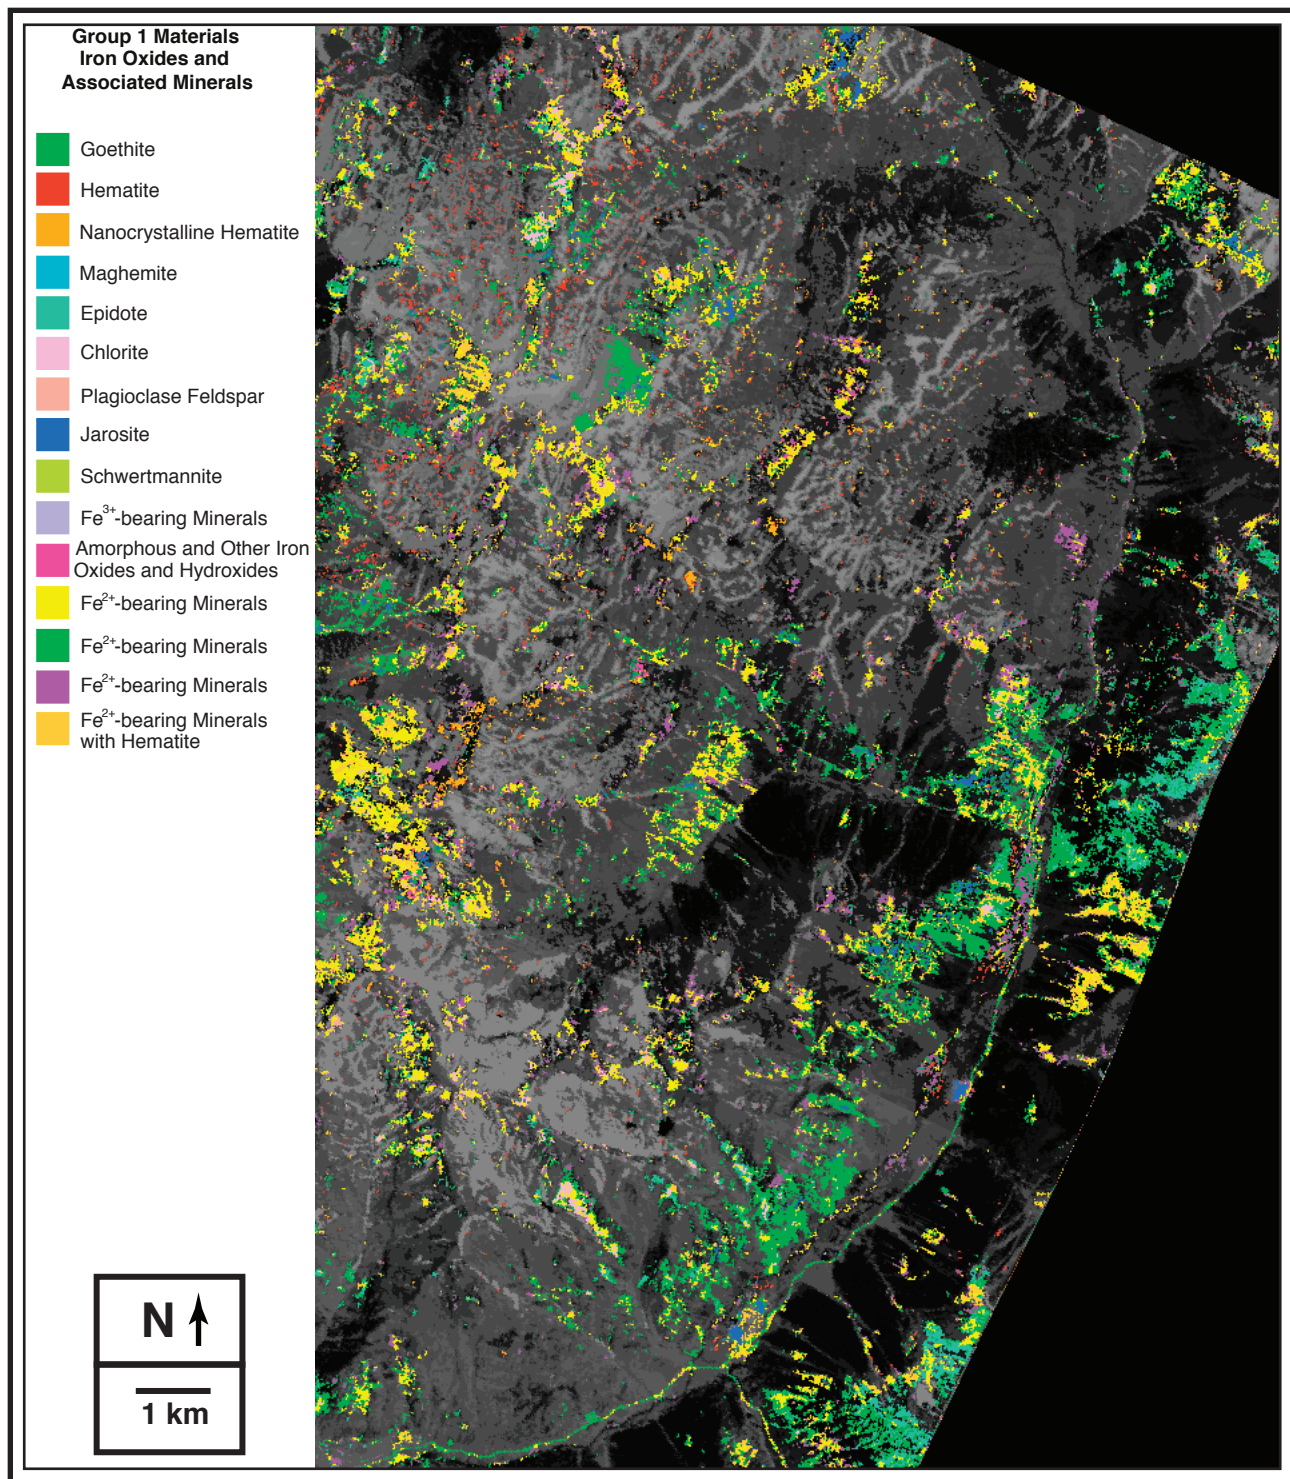 Group 1 Materials
Iron Oxides and
Associated Minerals
Goethite
Hematite
Nanocrystalline Hematite
Maghemite
Epidote
Chlorite
Plagioclase Feldspar
Jarosite
Schwertmannite
Fe³⁺-bearing Minerals
Amorphous and Other Iron
Oxides and Hydroxides
Fe²⁺-bearing Minerals
Fe²⁺-bearing Minerals
Fe²⁺-bearing Minerals
Fe²⁺-bearing Minerals
with Hematite
N
1 km